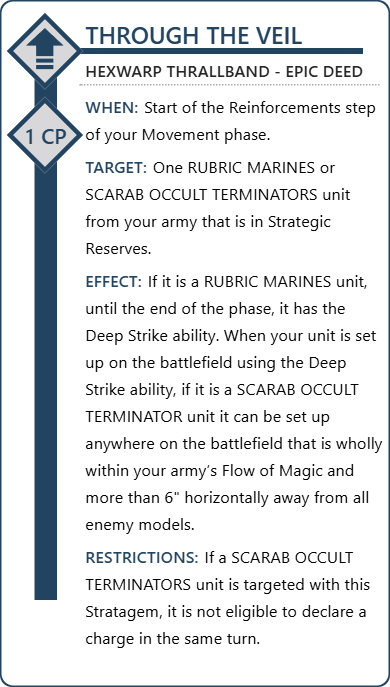 THROUGH THE VEIL
HEXWARP THRALLBAND - EPIC DEED
1 CP
WHEN: Start of the Reinforcements step
of your Movement phase.
TARGET: One RUBRIC MARINES or
SCARAB OCCULT TERMINATORS unit
from your army that is in Strategic
Reserves.
EFFECT: If it is a RUBRIC MARINES unit,
until the end of the phase, it has the
Deep Strike ability. When your unit is set
up on the battlefield using the Deep
Strike ability, if it is a SCARAB OCCULT
TERMINATOR unit it can be set up
anywhere on the battlefield that is wholly
within your army's Flow of Magic and
more than 6" horizontally away from all
enemy models.
RESTRICTIONS: If a SCARAB OCCULT
TERMINATORS unit is targeted with this
Stratagem, it is not eligible to declare a
charge in the same turn.